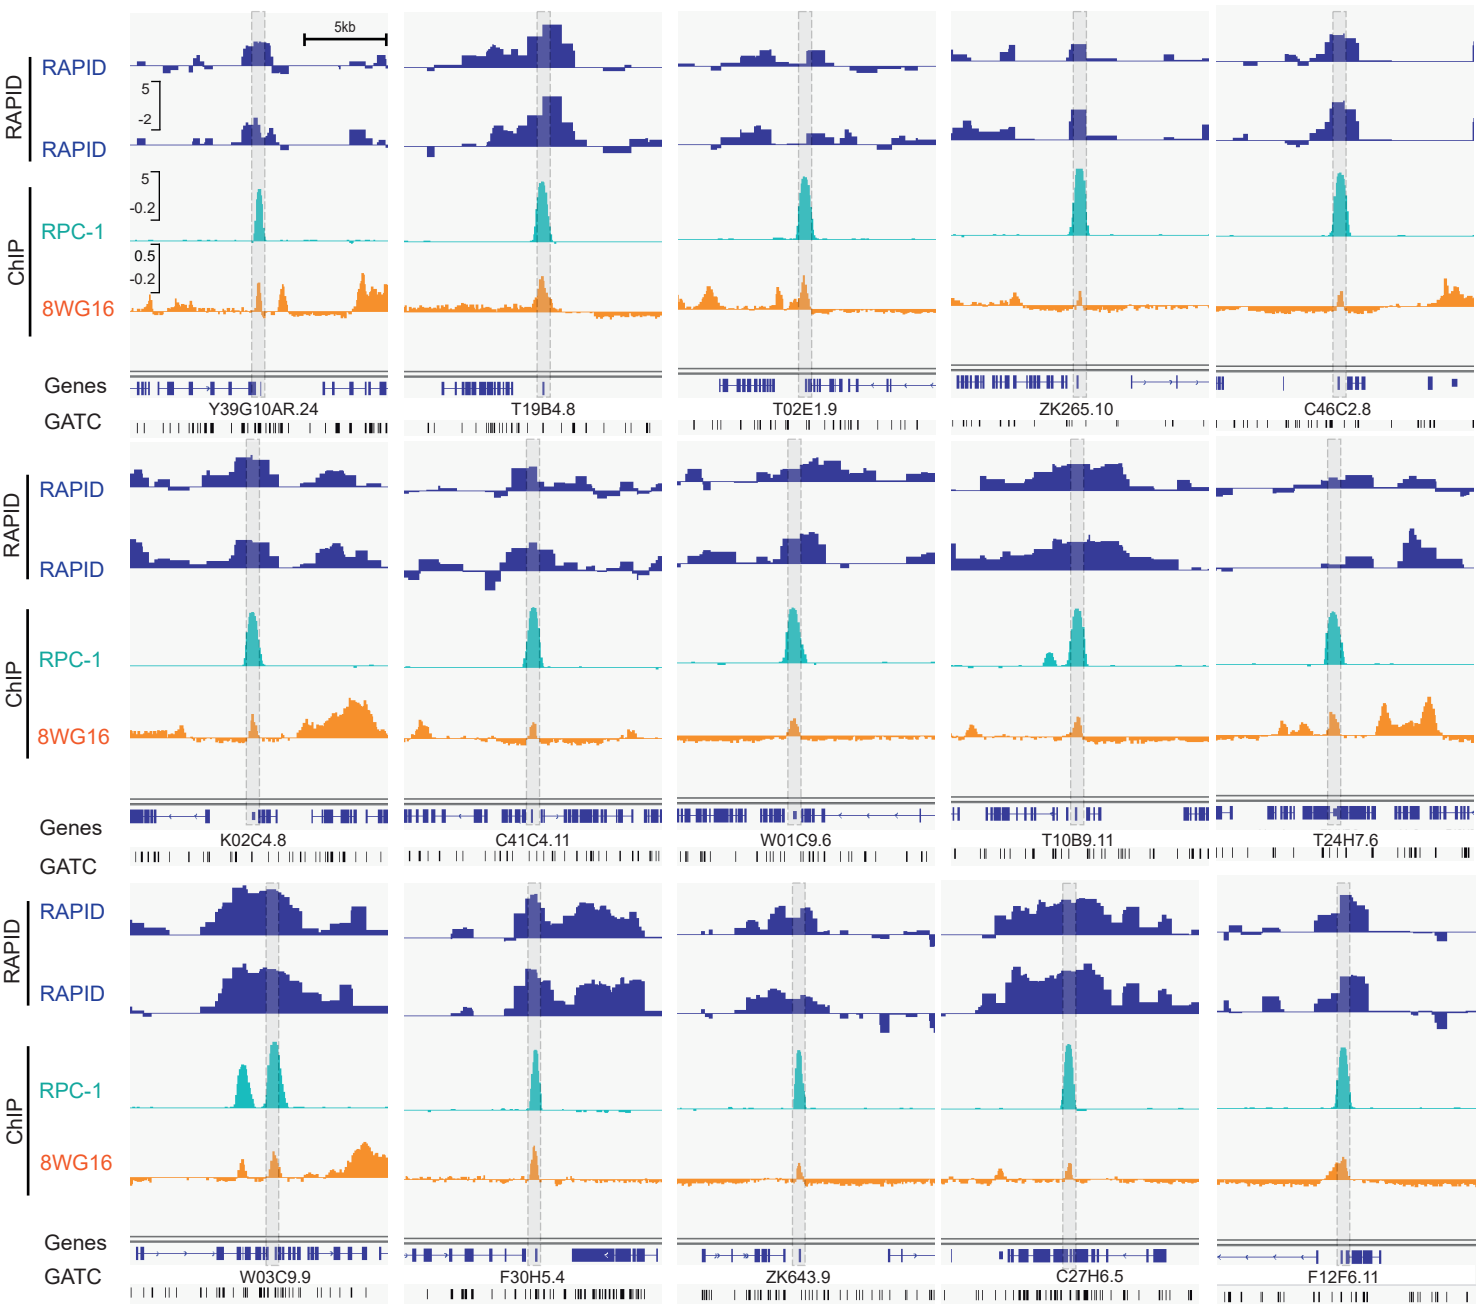 5kb
RAPID
RAPID
5
-2
RAPID
ChIP
5
-0.2
RPC-1
0.5
-0.2
8WG16
Genes
Y39G10AR.24 T19B4.8 T02E1.9 ZK265.10 C46C2.8
GATC
RAPID
RAPID
RAPID
ChIP
RPC-1
8WG16
Genes
K02C4.8 C41C4.11 W01C9.6 T10B9.11 T24H7.6
GATC
RAPID
RAPID
RAPID
ChIP
RPC-1
8WG16
Genes
W03C9.9 F30H5.4 ZK643.9 C27H6.5 F12F6.11
GATC